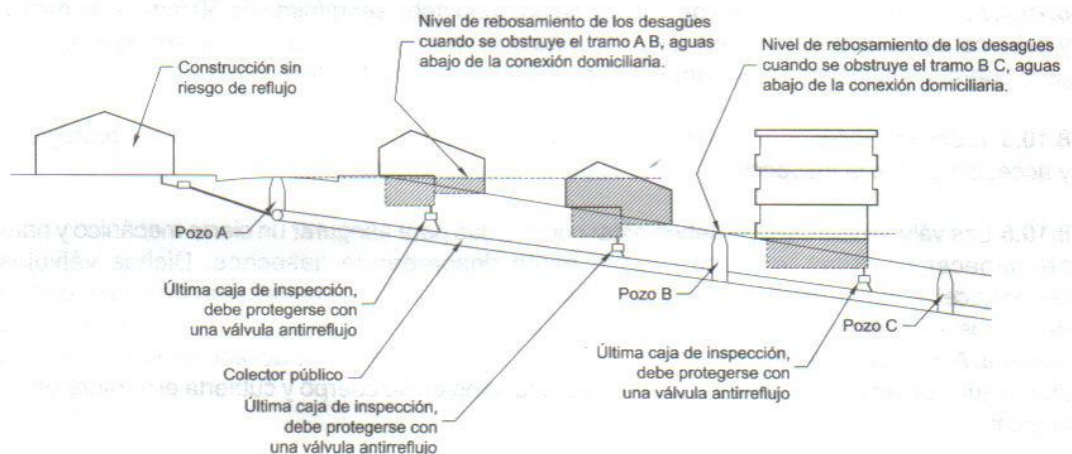 Nivel de rebosamiento de los desagües
cuando se obstruye el tramo A B, aguas
abajo de la conexión domiciliaria.
Nivel de rebosamiento de los desagües
cuando se obstruye el tramo B C, aguas
abajo de la conexión domiciliaria.
Construcción sin
riesgo de reflujo
Pozo A
Última caja de inspección,
debe protegerse con
una válvula antirreflujo
Colector público
Última caja de inspección,
debe protegerse con
una válvula antirreflujo
Pozo B
Última caja de inspección,
debe protegerse con
una válvula antirreflujo
Pozo C